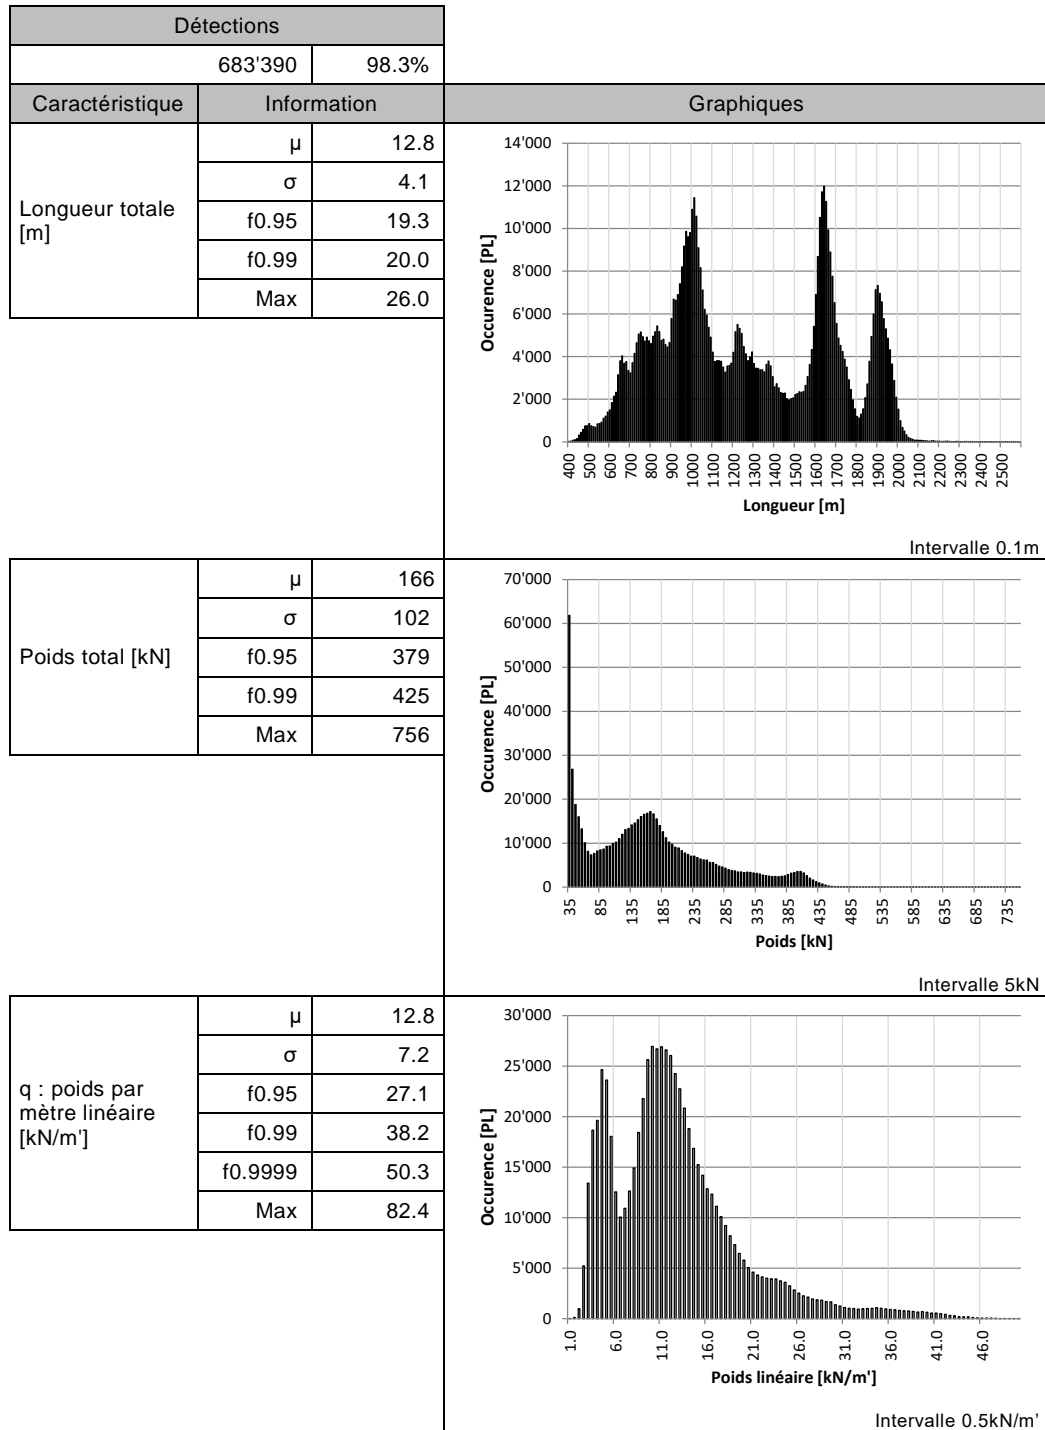 Détections
683'390 98.3%
Caractéristique Information Graphiques
Longueur totale
[m]
μ 12.8
σ 4.1
f0.95 19.3
f0.99 20.0
Max 26.0
14'000
12'000
10'000
8'000
6'000
4'000
2'000
0
Occurence [PL]
400 500 600 700 800 900 1000 1100 1200 1300 1400 1500 1600 1700 1800 1900 2000 2100 2200 2300 2400 2500
Longueur [m]
Intervalle 0.1m
Poids total [kN]
μ 166
σ 102
f0.95 379
f0.99 425
Max 756
70'000
60'000
50'000
40'000
30'000
20'000
10'000
0
Occurence [PL]
35 85 135 185 235 285 335 385 435 485 535 585 635 685 735
Poids [kN]
Intervalle 5kN
q : poids par
mètre linéaire
[kN/m']
μ 12.8
σ 7.2
f0.95 27.1
f0.99 38.2
f0.9999 50.3
Max 82.4
30'000
25'000
20'000
15'000
10'000
5'000
0
Occurence [PL]
1.0 6.0 11.0 16.0 21.0 26.0 31.0 36.0 41.0 46.0
Poids linéaire [kN/m']
Intervalle 0.5kN/m’